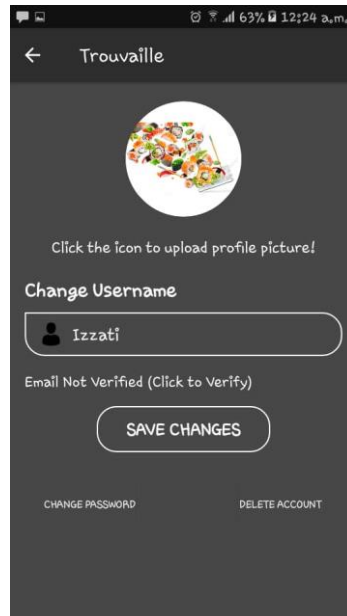 63% 12:24 a.m.
Trouvaille
Click the icon to upload profile picture!
Change Username
Izzati
Email Not Verified (Click to Verify)
SAVE CHANGES
CHANGE PASSWORD DELETE ACCOUNT